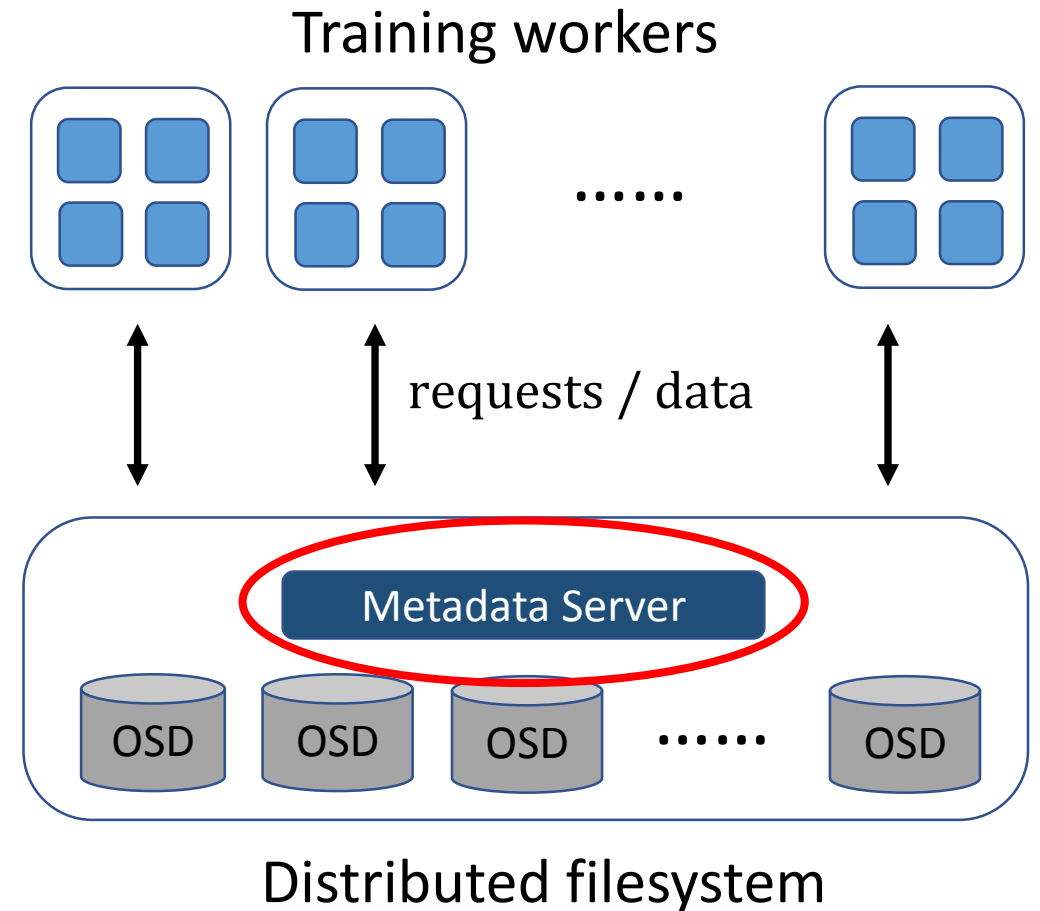 Training workers
......
requests / data
Metadata Server
OSD OSD OSD ...... OSD
Distributed filesystem